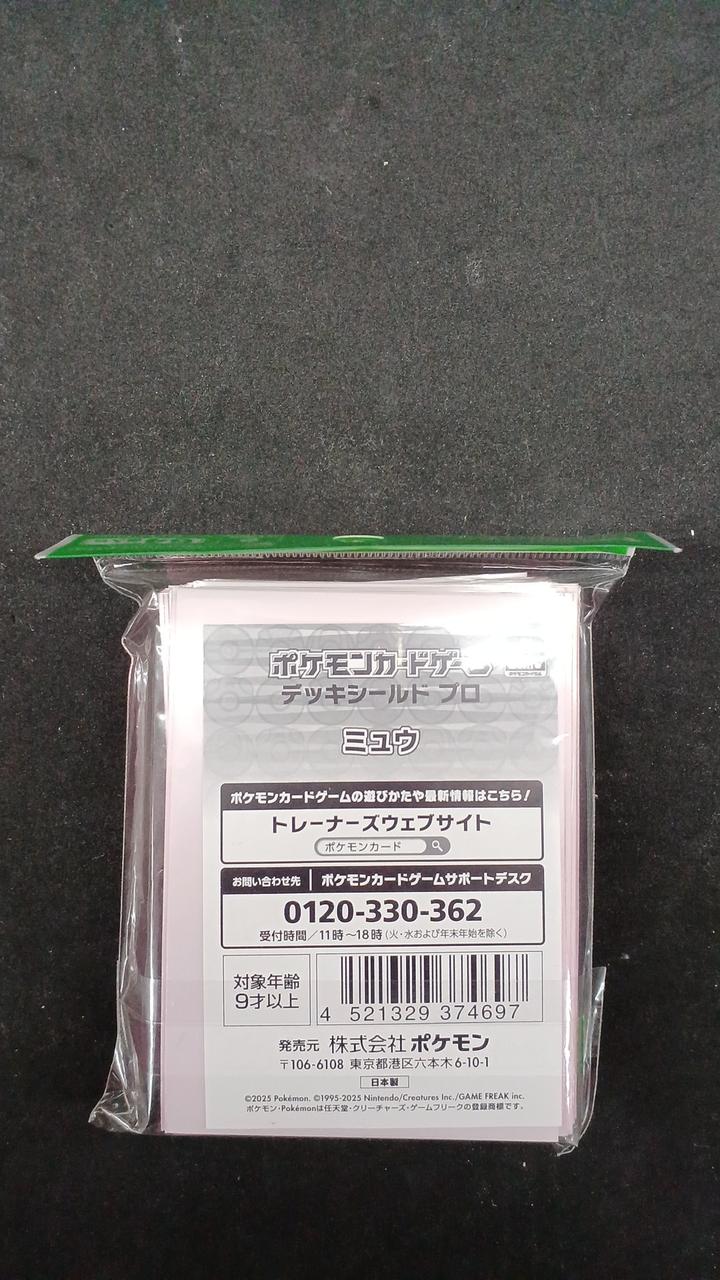 ポケモンカードゲーム
デッキシールド プロ
ミュウ
ポケモンカードゲームの遊びかたや最新情報はこちら!
トレーナーズウェブサイト
ポケモンカード
お問い合わせ先 ポケモンカードゲームサポートデスク
0120-330-362
受付時間/11時~18時(火・水および年末年始を除く)
対象年齢
9才以上
4 521329 374697
発売元 株式会社ポケモン
〒106-6108 東京都港区六本木6-10-1
日本製
©2025 Pokémon. ©1995-2025 Nintendo/Creatures Inc./GAME FREAK inc.
ポケモン・Pokémonは任天堂・クリーチャーズ・ゲームフリークの登録商標です。